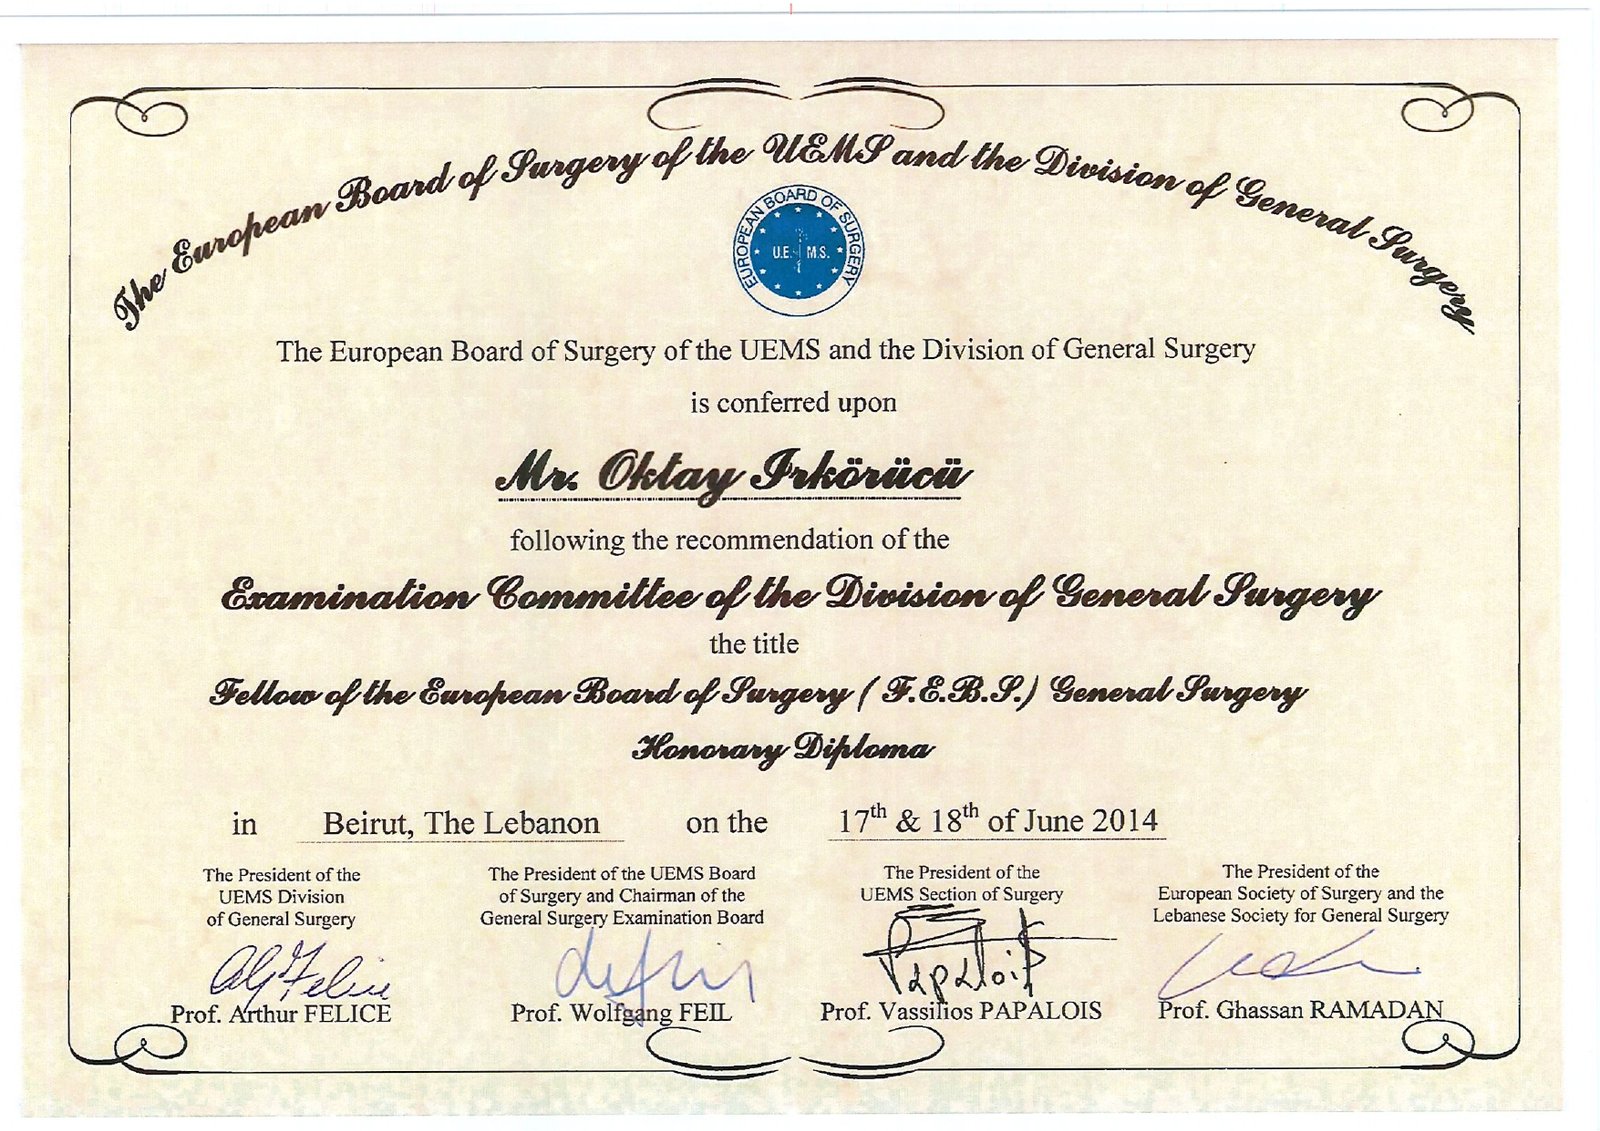 The European Board of Surgery of the UEMS and the Division of General Surgery
EUROPEAN BOARD OF SURGERY
U.E.M.S.
The European Board of Surgery of the UEMS and the Division of General Surgery
is conferred upon
Mr. Oktay Irkörücü
following the recommendation of the
Examination Committee of the Division of General Surgery
the title
Fellow of the European Board of Surgery ( F.E.B.S.) General Surgery
Honorary Diploma
in Beirut, The Lebanon on the 17th & 18th of June 2014
The President of the
UEMS Division
of General Surgery
Prof. Arthur FELICE
The President of the UEMS Board
of Surgery and Chairman of the
General Surgery Examination Board
Prof. Wolfgang FEIL
The President of the
UEMS Section of Surgery
Papalois
Prof. Vassilios PAPALOIS
The President of the
European Society of Surgery and the
Lebanese Society for General Surgery
Prof. Ghassan RAMADAN